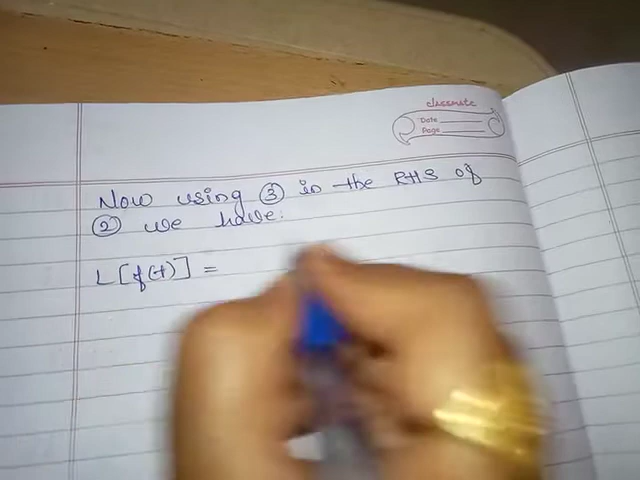 classmate
Date
Page
Now using ③ in the RHS of
② we have:
L[f(t)] =